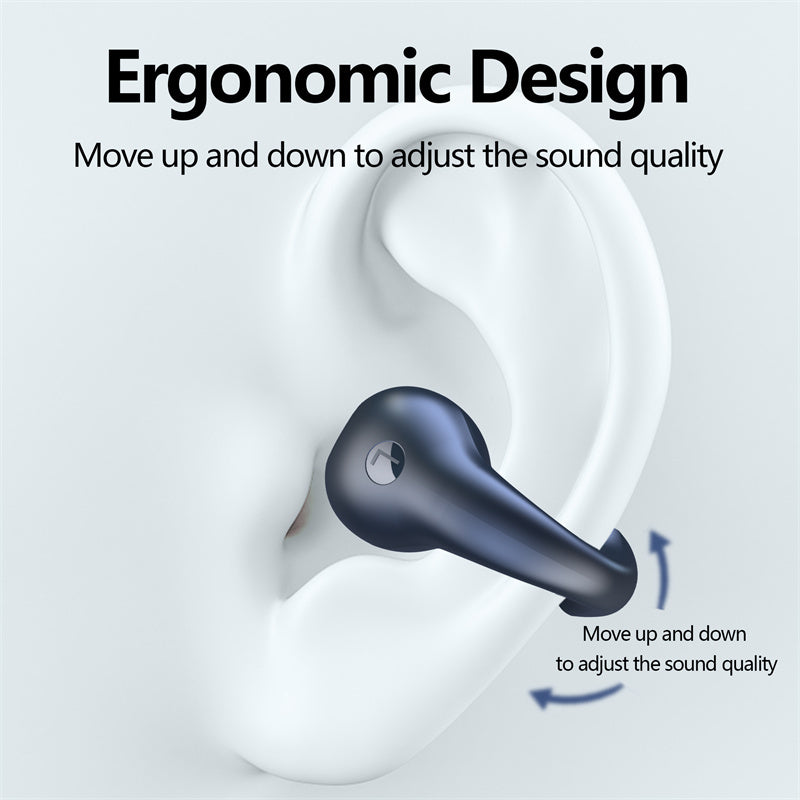 Ergonomic Design
Move up and down to adjust the sound quality
Move up and down
to adjust the sound quality